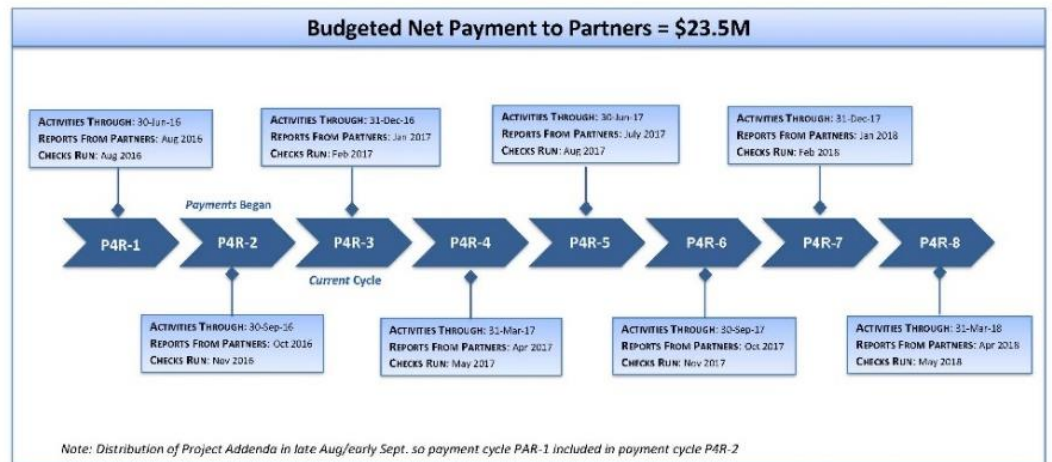 Budgeted Net Payment to Partners = $23.5M
ACTIVITIES THROUGH: 30-Jun-16
REPORTS FROM PARTNERS: Aug 2016
CHECKS RUN: Aug 2016
ACTIVITIES THROUGH: 31-Dec-16
REPORTS FROM PARTNERS: Jan 2017
CHECKS RUN: Feb 2017
ACTIVITIES THROUGH: 30-Jun-17
REPORTS FROM PARTNERS: July 2017
CHECKS RUN: Aug 2017
ACTIVITIES THROUGH: 31-Dec-17
REPORTS FROM PARTNERS: Jan 2018
CHECKS RUN: Feb 2018
Payments Began
P4R-1
P4R-2
P4R-3
P4R-4
P4R-5
P4R-6
P4R-7
P4R-8
Current Cycle
ACTIVITIES THROUGH: 30-Sep-16
REPORTS FROM PARTNERS: Oct 2016
CHECKS RUN: Nov 2016
ACTIVITIES THROUGH: 31-Mar-17
REPORTS FROM PARTNERS: Apr 2017
CHECKS RUN: May 2017
ACTIVITIES THROUGH: 30-Sep-17
REPORTS FROM PARTNERS: Oct 2017
CHECKS RUN: Nov 2017
ACTIVITIES THROUGH: 31-Mar-18
REPORTS FROM PARTNERS: Apr 2018
CHECKS RUN: May 2018
Note: Distribution of Project Addenda in late Aug/early Sept. so payment cycle PAR-1 included in payment cycle P4R-2